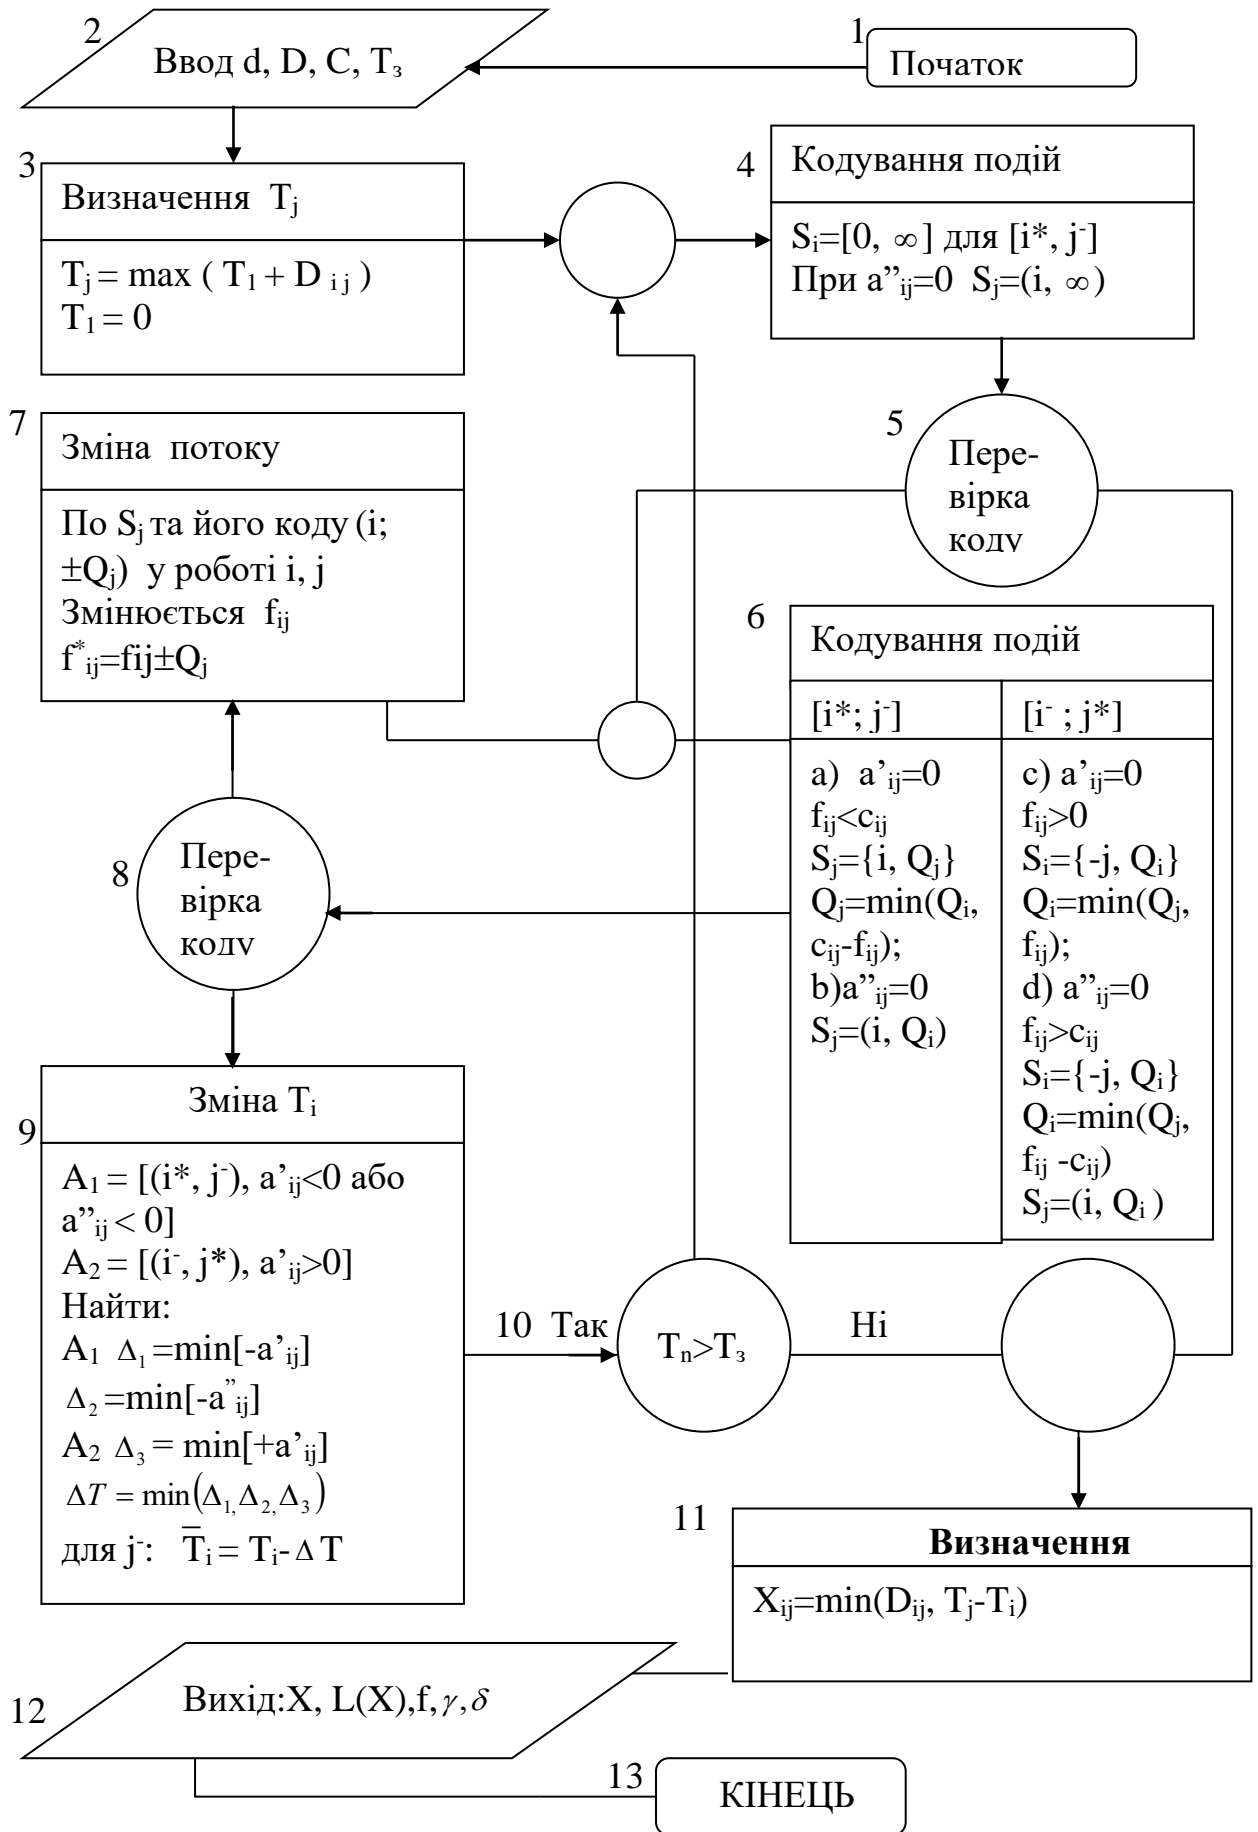 1
Початок
2
Ввод d, D, C, Tз
3
Визначення Tj
Tj = max ( T1 + D i j )
T1 = 0
4
Кодування подій
Si=[0, ∞] для [i*, j-]
При a”ij=0 Sj=(i, ∞)
5
Пере-
вірка
коду
6
Кодування подій
[i*; j-]
a) a’ij=0
fij<cij
Sj={i, Qj}
Qj=min(Qi,
cij-fij);
b)a”ij=0
Sj=(i, Qi)
[i- ; j*]
c) a’ij=0
fij>0
Si={-j, Qi}
Qi=min(Qj,
fij);
d) a”ij=0
fij>cij
Si={-j, Qi}
Qi=min(Qj,
fij -cij)
Sj=(i, Qi )
7
Зміна потоку
По Sj та його коду (i;
±Qj) у роботі i, j
Змінюється fij
f*ij=fij±Qj
8
Пере-
вірка
коду
9
Зміна Ti
A1 = [(i*, j-), a’ij<0 або
a”ij < 0]
A2 = [(i-, j*), a’ij>0]
Найти:
A1 Δ1 =min[-a’ij]
Δ2 =min[-a”ij]
A2 Δ3 = min[+a’ij]
ΔT = min(Δ1, Δ2, Δ3)
для j-: T̅i = Ti- Δ T
10 Так
Tn>Tз
Ні
11
Визначення
Xij=min(Dij, Tj-Ti)
12
Вихід:X, L(X),f, γ, δ
13
КІНЕЦЬ